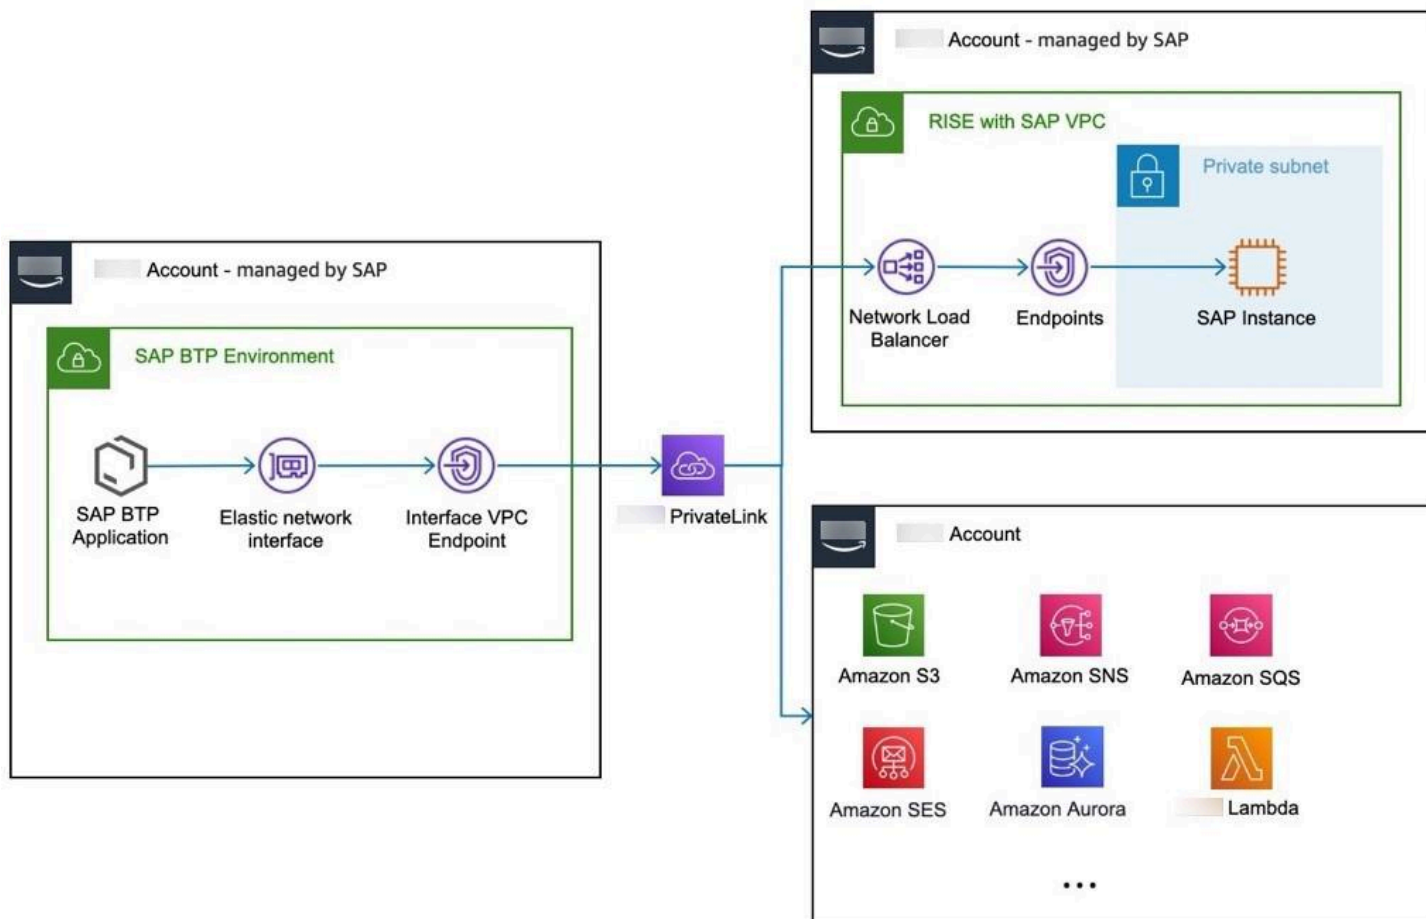 Account - managed by SAP
RISE with SAP VPC
Private subnet
Network Load
Balancer
Endpoints
SAP Instance
Account - managed by SAP
SAP BTP Environment
SAP BTP
Application
Elastic network
interface
Interface VPC
Endpoint
PrivateLink
Account
Amazon S3
Amazon SNS
Amazon SQS
Amazon SES
Amazon Aurora
Lambda
...